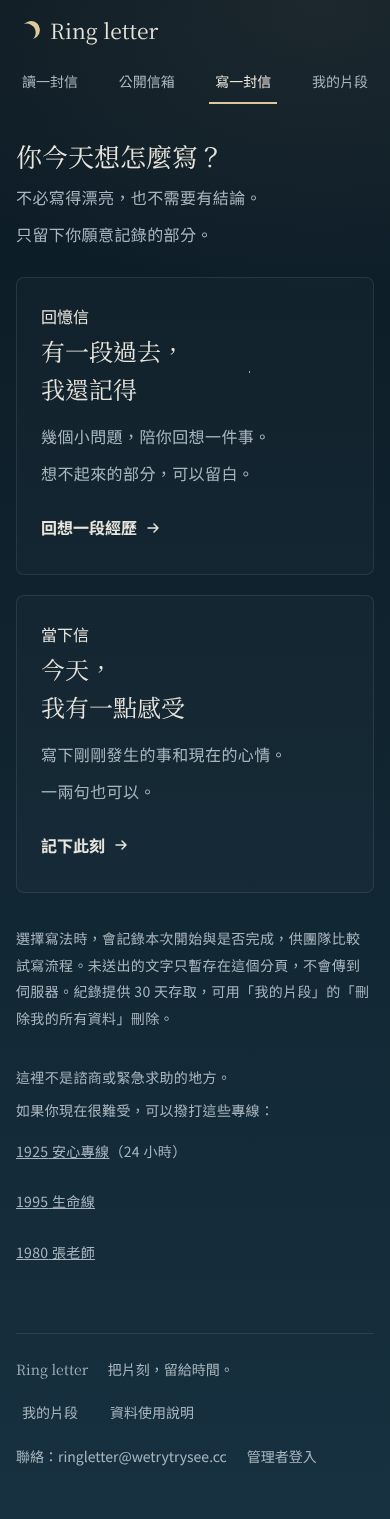 Ring letter
讀一封信 公開信箱 寫一封信 我的片段
你今天想怎麼寫？
不必寫得漂亮，也不需要有結論。
只留下你願意記錄的部分。
回憶信
有一段過去，
我還記得
幾個小問題，陪你回想一件事。
想不起來的部分，可以留白。
回想一段經歷 →
當下信
今天，
我有一點感受
寫下剛剛發生的事和現在的心情。
一兩句也可以。
記下此刻 →
選擇寫法時，會記錄本次開始與是否完成，供團隊比較
試寫流程。未送出的文字只暫存在這個分頁，不會傳到
伺服器。紀錄提供 30 天存取，可用「我的片段」的「刪
除我的所有資料」刪除。
這裡不是諮商或緊急求助的地方。
如果你現在很難受，可以撥打這些專線：
1925 安心專線（24 小時）
1995 生命線
1980 張老師
Ring letter 把片刻，留給時間。
我的片段 資料使用說明
聯絡：ringletter@wetrytrysee.cc 管理者登入